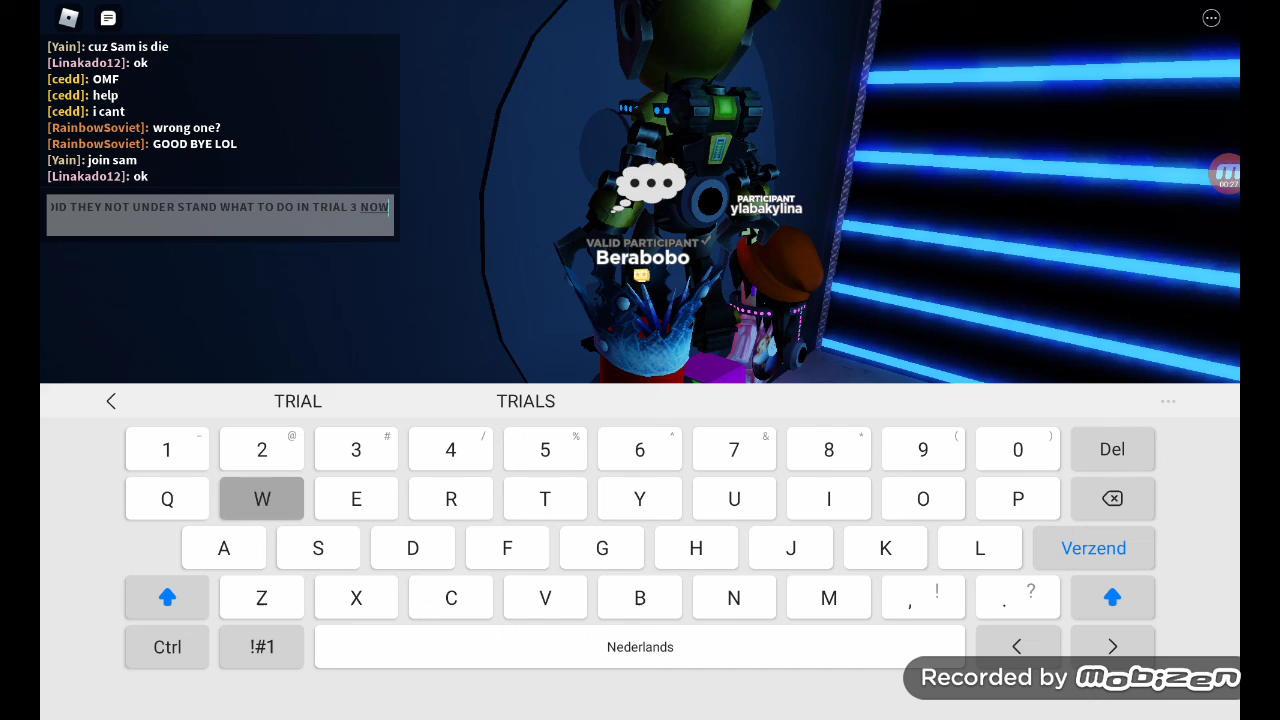 [Yain]: cuz Sam is die
[Linakado12]: ok
[cedd]: OMF
[cedd]: help
[cedd]: i cant
[RainbowSoviet]: wrong one?
[RainbowSoviet]: GOOD BYE LOL
[Yain]: join sam
[Linakado12]: ok
THEY NOT UNDER STAND WHAT TO DO IN TRIAL 3 NOW
PARTICIPANT
ylabakylina
VALID PARTICIPANT
Berabobo
00:27
TRIAL TRIALS
1 - 2 @ 3 # 4 / 5 % 6 ^ 7 & 8 * 9 ( 0 ) Del
Q W E R T Y U I O P
A S D F G H J K L Verzend
Z X C V B N M , ! . ?
Ctrl !#1 Nederlands < >
Recorded by mobizen